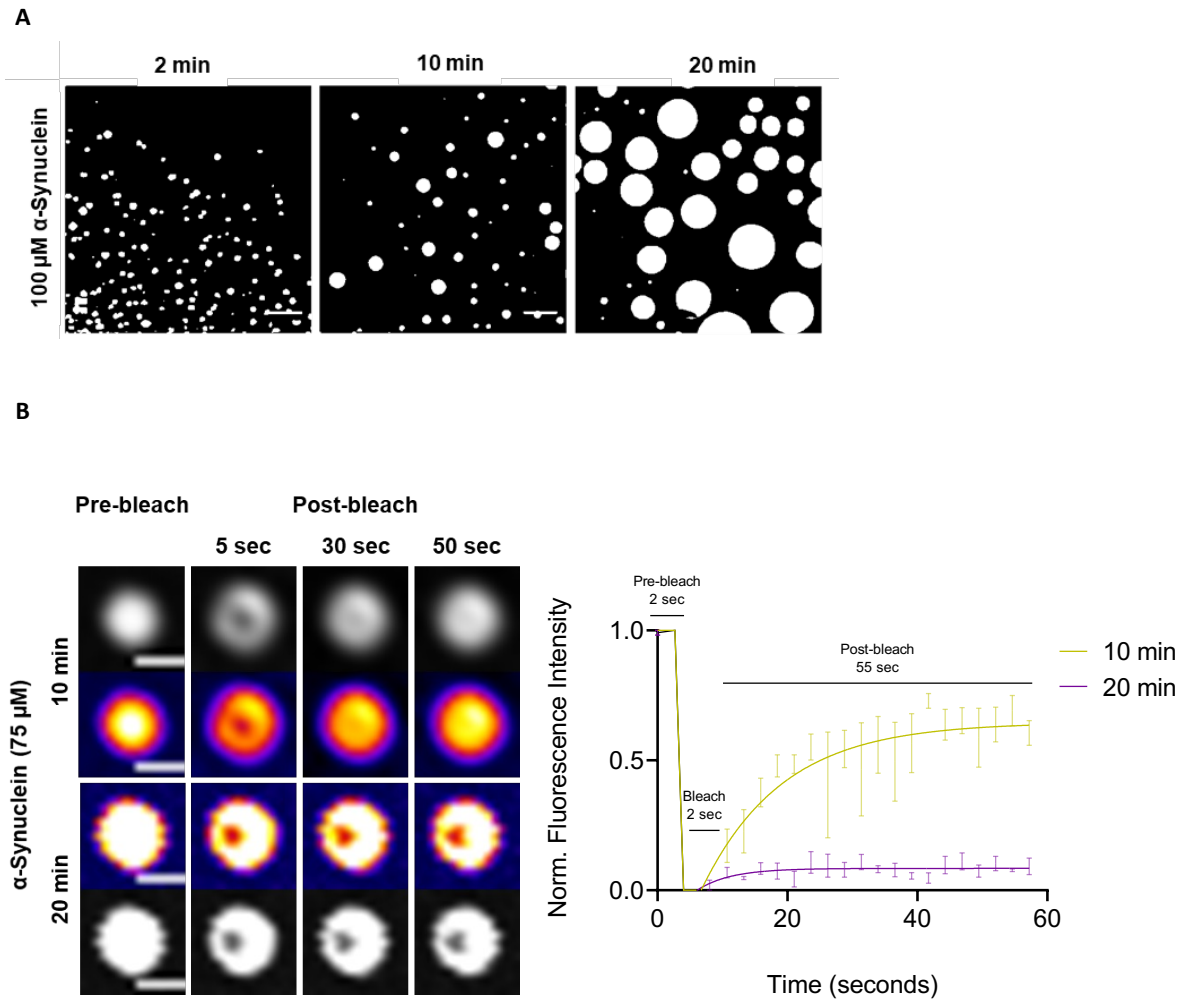 A
2 min
10 min
20 min
100 µM α-Synuclein
B
Pre-bleach
Post-bleach
5 sec
30 sec
50 sec
α-Synuclein (75 µM)
10 min
20 min
Norm. Fluorescence Intensity
1.0
0.5
0.0
Pre-bleach
2 sec
Bleach
2 sec
Post-bleach
55 sec
10 min
20 min
0
20
40
60
Time (seconds)